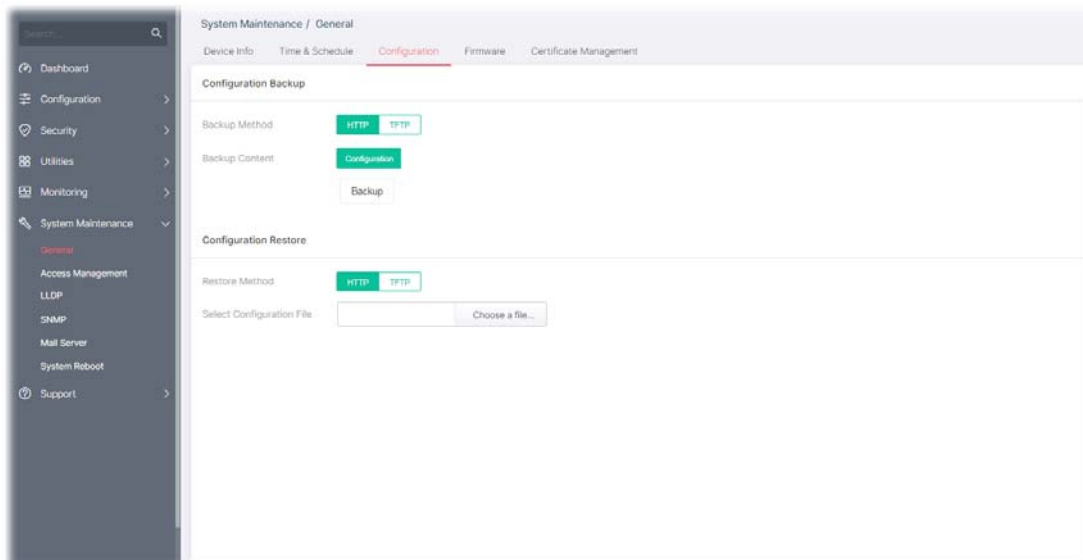 Search...
Dashboard
Configuration
Security
Utilities
Monitoring
System Maintenance
General
Access Management
LLDP
SNMP
Mail Server
System Reboot
Support
System Maintenance / General
Device Info Time & Schedule Configuration Firmware Certificate Management
Configuration Backup
Backup Method HTTP TFTP
Backup Content Configuration
Backup
Configuration Restore
Restore Method HTTP TFTP
Select Configuration File Choose a file...